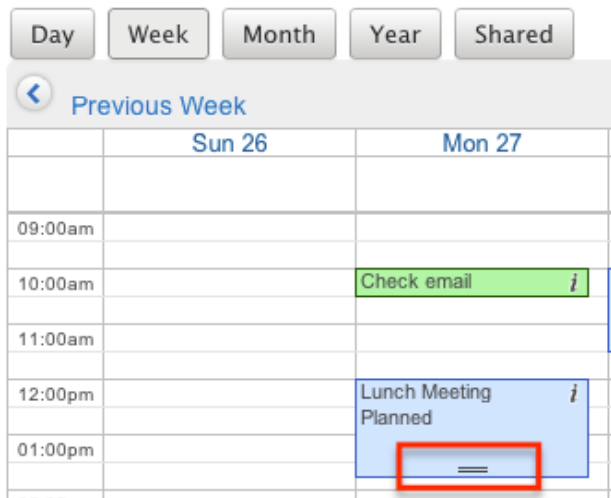 Day Week Month Year Shared
Previous Week
Sun 26 Mon 27
09:00am
10:00am Check email i
11:00am
12:00pm Lunch Meeting i
Planned
01:00pm